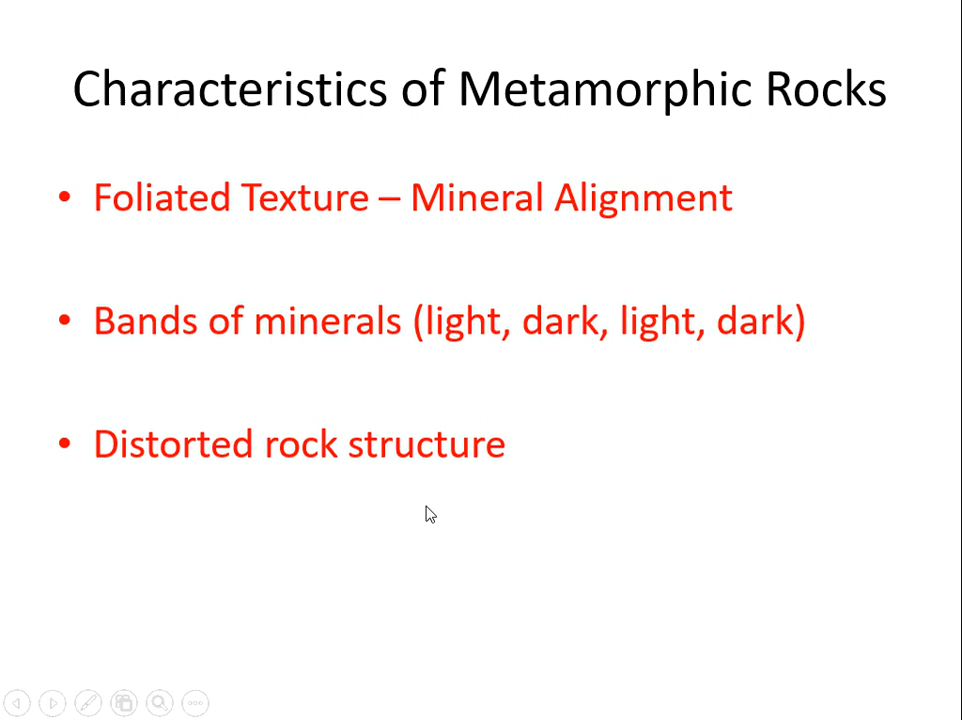 Characteristics of Metamorphic Rocks
• Foliated Texture – Mineral Alignment
• Bands of minerals (light, dark, light, dark)
• Distorted rock structure